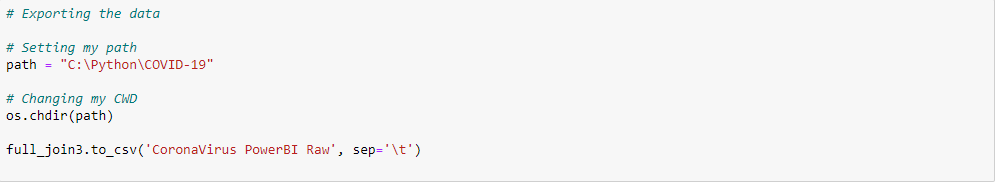 # Exporting the data
# Setting my path
path = "C:\Python\COVID-19"
# Changing my CWD
os.chdir(path)
full_join3.to_csv('CoronaVirus PowerBI Raw', sep='\t')